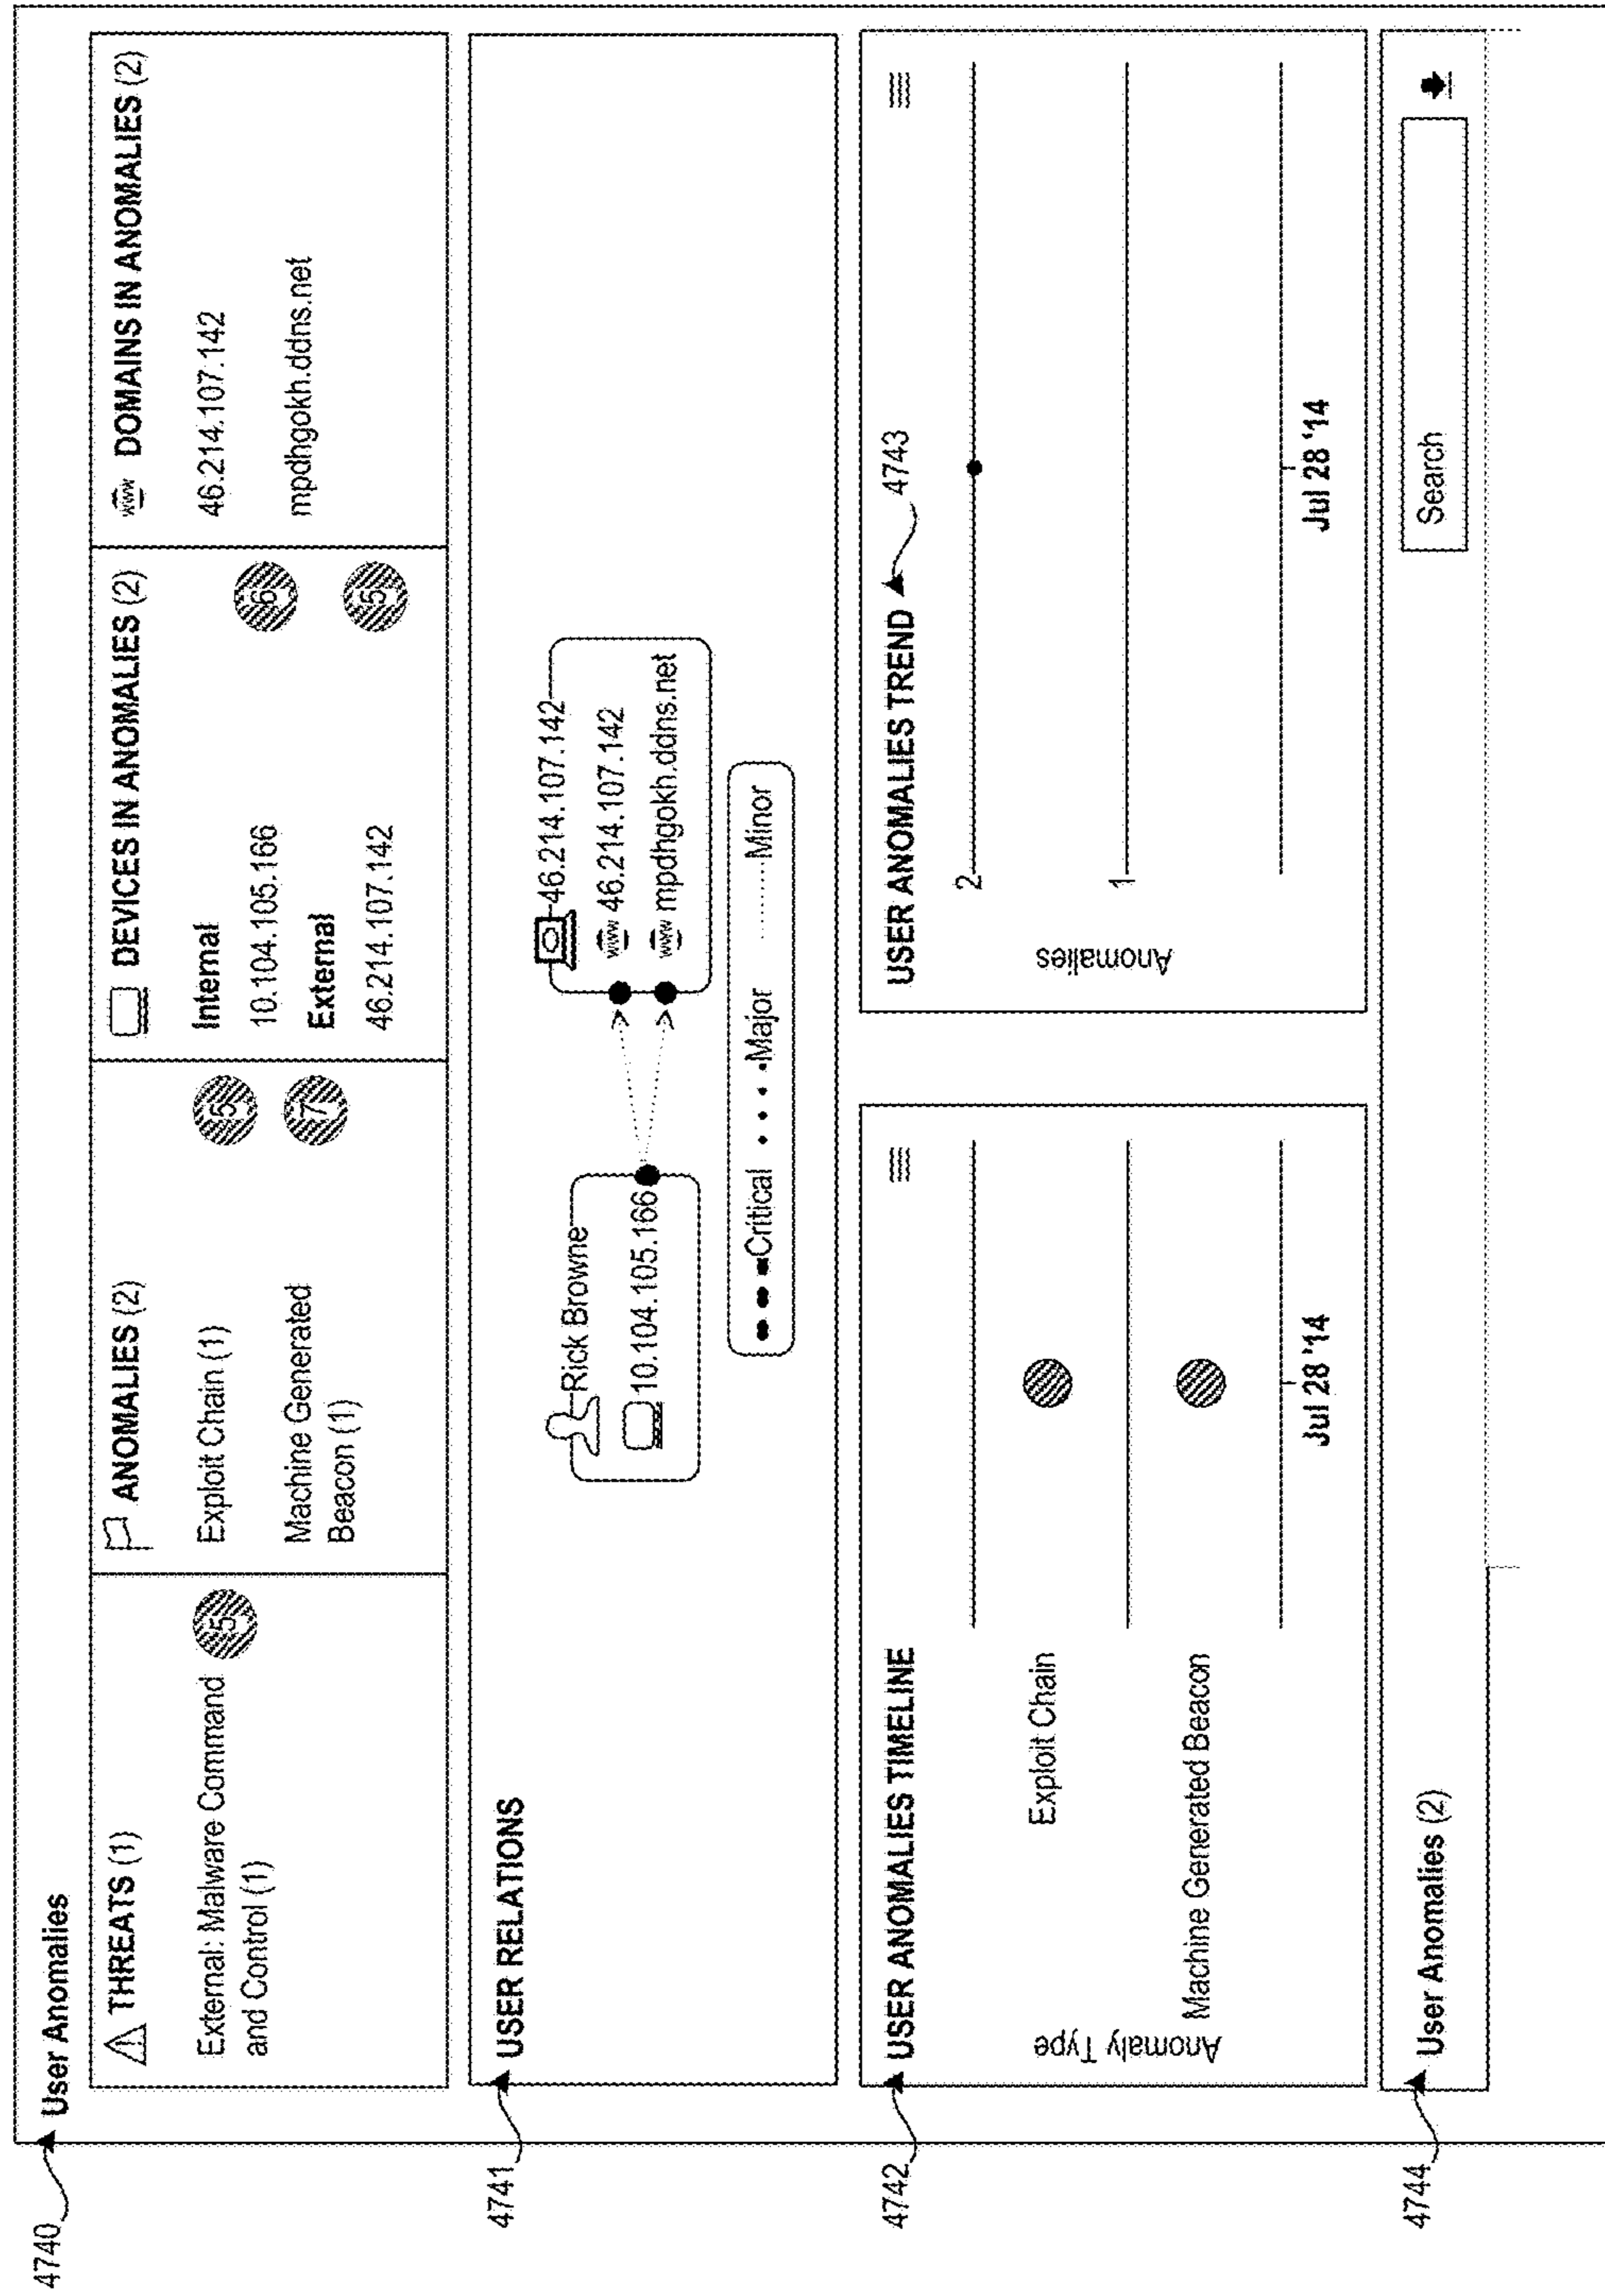 4740
User Anomalies
THREATS (1)
External: Malware Command
and Control (1)
5
ANOMALIES (2)
Exploit Chain (1)
5
Machine Generated
Beacon (1)
7
DEVICES IN ANOMALIES (2)
Internal
10.104.105.166
6
External
46.214.107.142
5
www DOMAINS IN ANOMALIES (2)
46.214.107.142
mpdhgokh.ddns.net
4741
USER RELATIONS
Rick Browne
10.104.105.166
46.214.107.142
www 46.214.107.142
www mpdhgokh.ddns.net
Critical Major Minor
4742
USER ANOMALIES TIMELINE
Anomaly Type
Exploit Chain
Machine Generated Beacon
Jul 28 '14
USER ANOMALIES TREND
4743
Anomalies
2
1
Jul 28 '14
4744
User Anomalies (2)
Search